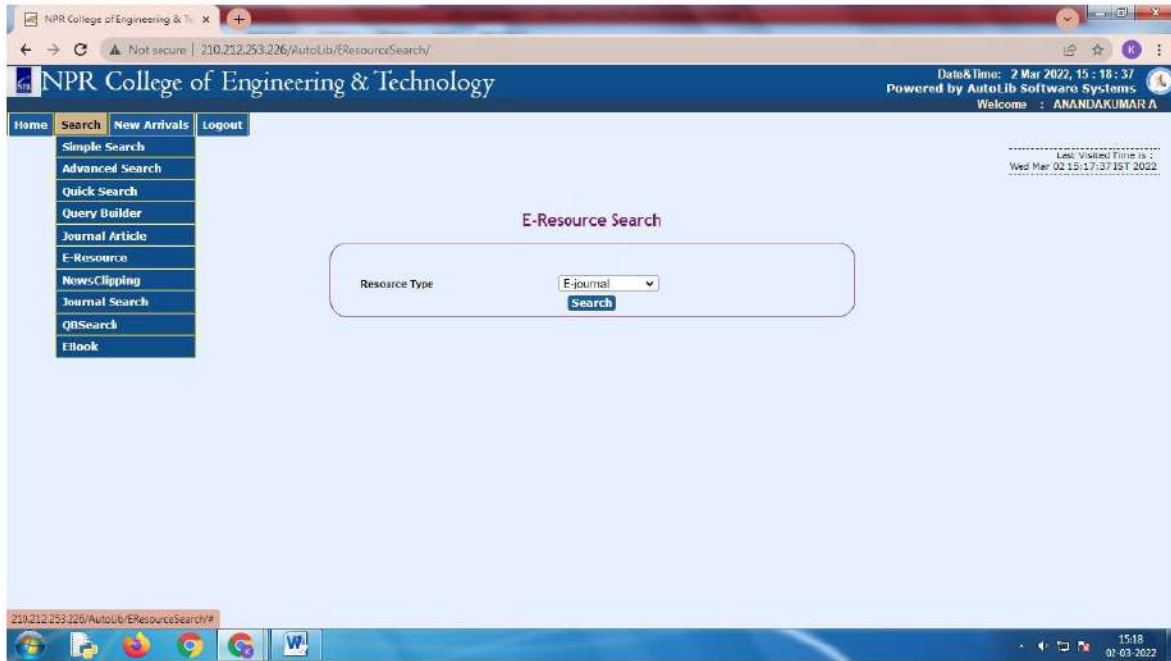 NPR College of Engineering & Te
Not secure | 210.212.253.226/AutoLib/EResourceSearch/
K
NPR College of Engineering & Technology
Date&Time: 2 Mar 2022, 15 : 18 : 37
Powered by AutoLib Software Systems
Welcome : ANANDAKUMAR A
Home Search New Arrivals Logout
Simple Search
Advanced Search
Quick Search
Query Builder
Journal Article
E-Resource
NewsClipping
Journal Search
QBSearch
EBook
Last Visited Time is :
Wed Mar 02 15:17:37 IST 2022
E-Resource Search
Resource Type E-journal
Search
210.212.253.226/AutoLib/EResourceSearch/#
15:18
02-03-2022